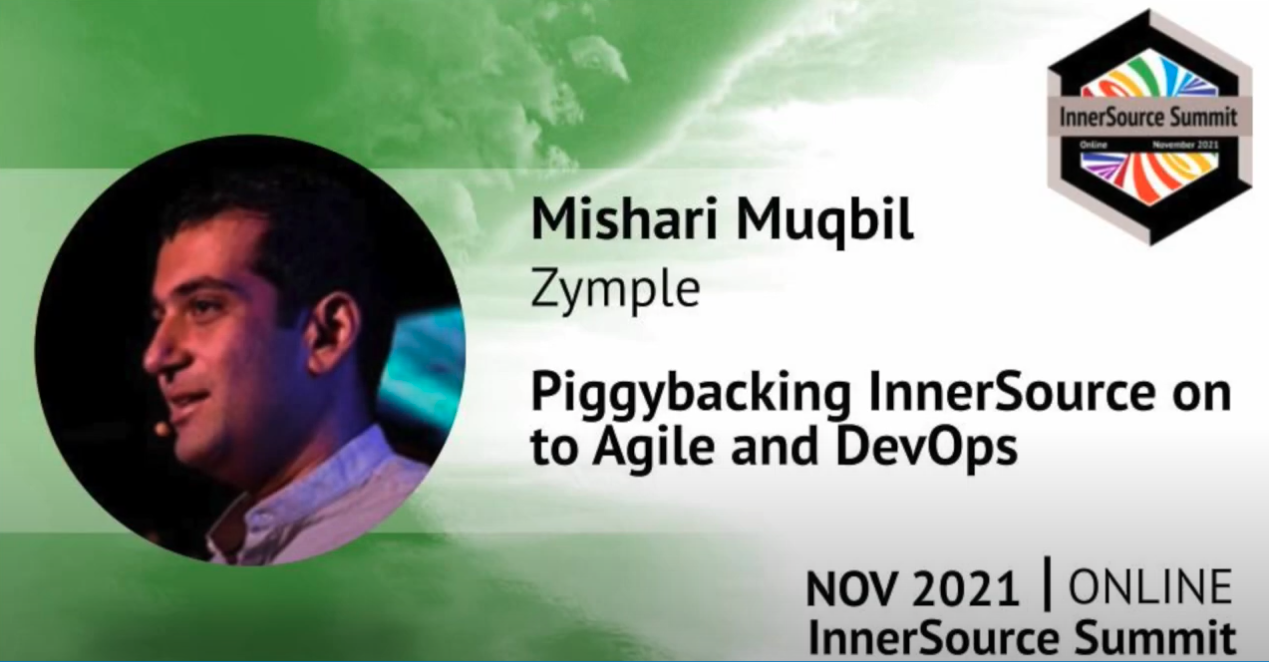 InnerSource Summit
Online November 2021
Mishari Muqbil
Zymple
Piggybacking InnerSource on
to Agile and DevOps
NOV 2021 | ONLINE
InnerSource Summit